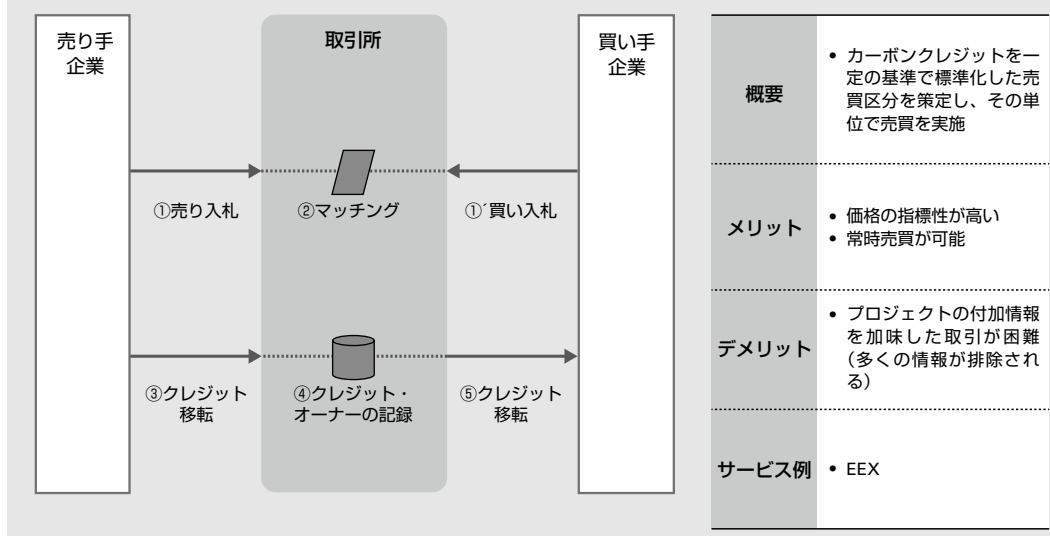 売り手
企業
取引所
買い手
企業
①売り入札
②マッチング
①´買い入札
③クレジット
移転
④クレジット・
オーナーの記録
⑤クレジット
移転
概要
• カーボンクレジットを一
定の基準で標準化した売
買区分を策定し、その単
位で売買を実施
メリット
• 価格の指標性が高い
• 常時売買が可能
デメリット
• プロジェクトの付加情報
を加味した取引が困難
(多くの情報が排除され
る)
サービス例
• EEX